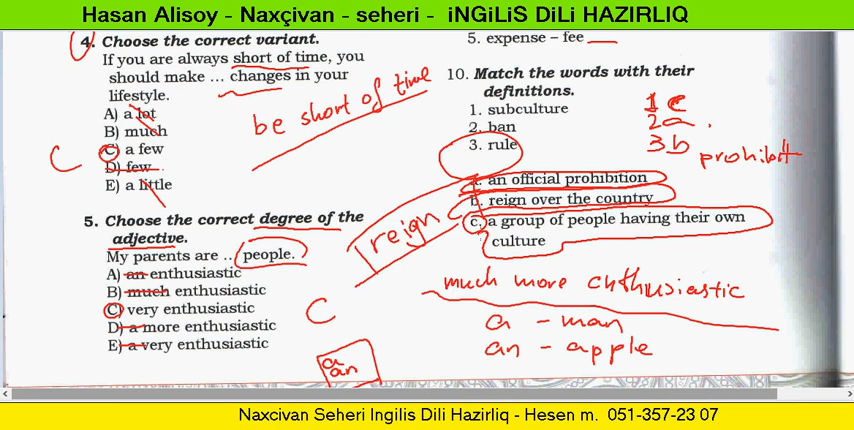 Hasan Alisoy - Naxçivan - seheri - iNGiLiS DiLi HAZIRLIQ
4. Choose the correct variant.
If you are always short of time, you
should make ... changes in your
lifestyle.
A) a lot
B) much
C) a few
D) few
E) a little
C
be short of time
5. Choose the correct degree of the
adjective.
My parents are .. people.
A) an enthusiastic
B) much enthusiastic
C) very enthusiastic
D) a more enthusiastic
E) a very enthusiastic
C
a
an
5. expense – fee
10. Match the words with their
definitions.
1. subculture
2. ban
3. rule
1c
2a.
3b
prohibit
a. an official prohibition
b. reign over the country
c. a group of people having their own
culture
reign
much more enthusiastic
a - man
an - apple
Naxcivan Seheri Ingilis Dili Hazirliq - Hesen m. 051-357-23 07